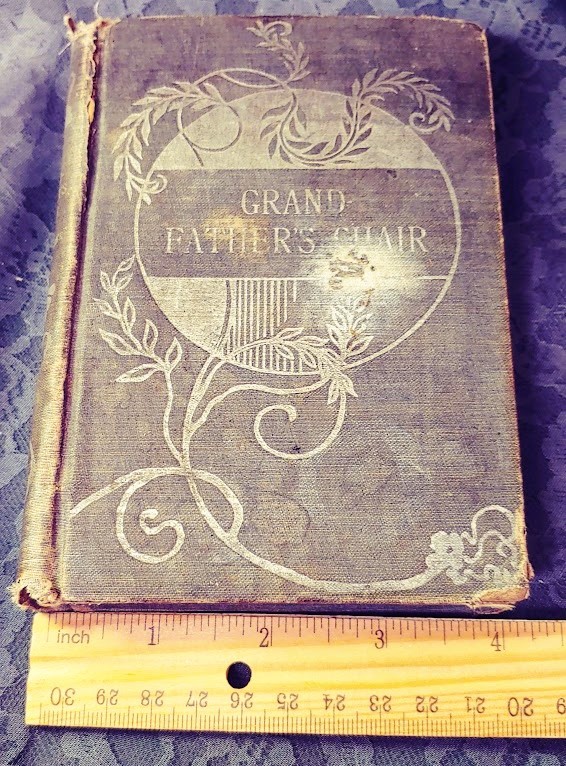 GRAND-
FATHER'S CHAIR
inch 1 2 3 4
30 29 28 27 26 25 24 23 22 21 20 19